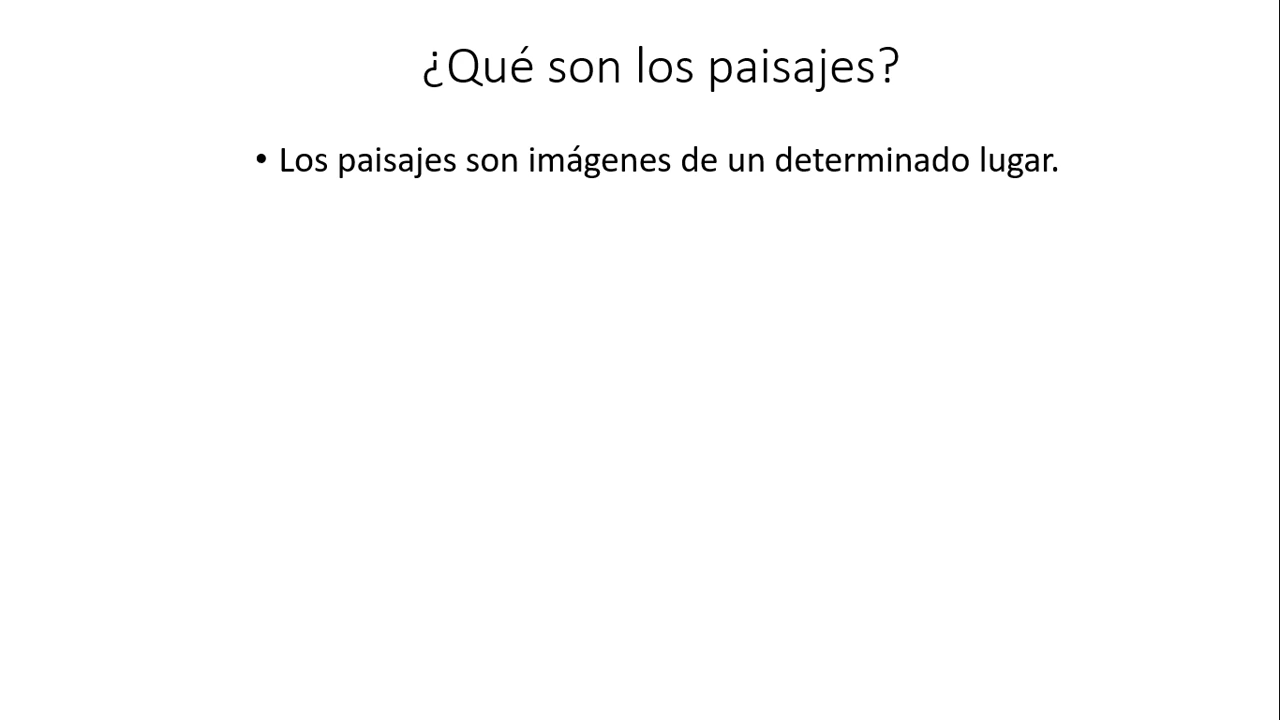 ¿Qué son los paisajes?
• Los paisajes son imágenes de un determinado lugar.